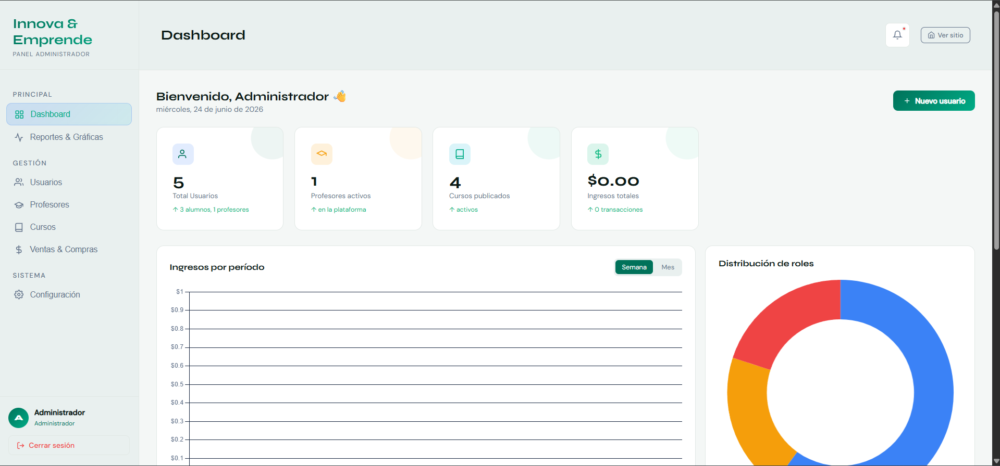 Innova &
Emprende
PANEL ADMINISTRADOR
PRINCIPAL
Dashboard
Reportes & Gráficas
GESTIÓN
Usuarios
Profesores
Cursos
Ventas & Compras
SISTEMA
Configuración
A
Administrador
Administrador
Cerrar sesión
Dashboard
Ver sitio
Bienvenido, Administrador 👋
miércoles, 24 de junio de 2026
+ Nuevo usuario
5
Total Usuarios
↑ 3 alumnos, 1 profesores
1
Profesores activos
↑ en la plataforma
4
Cursos publicados
↑ activos
$0.00
Ingresos totales
↑ 0 transacciones
Ingresos por período
Semana Mes
$1
$0.9
$0.8
$0.7
$0.6
$0.5
$0.4
$0.3
$0.2
$0.1
Distribución de roles